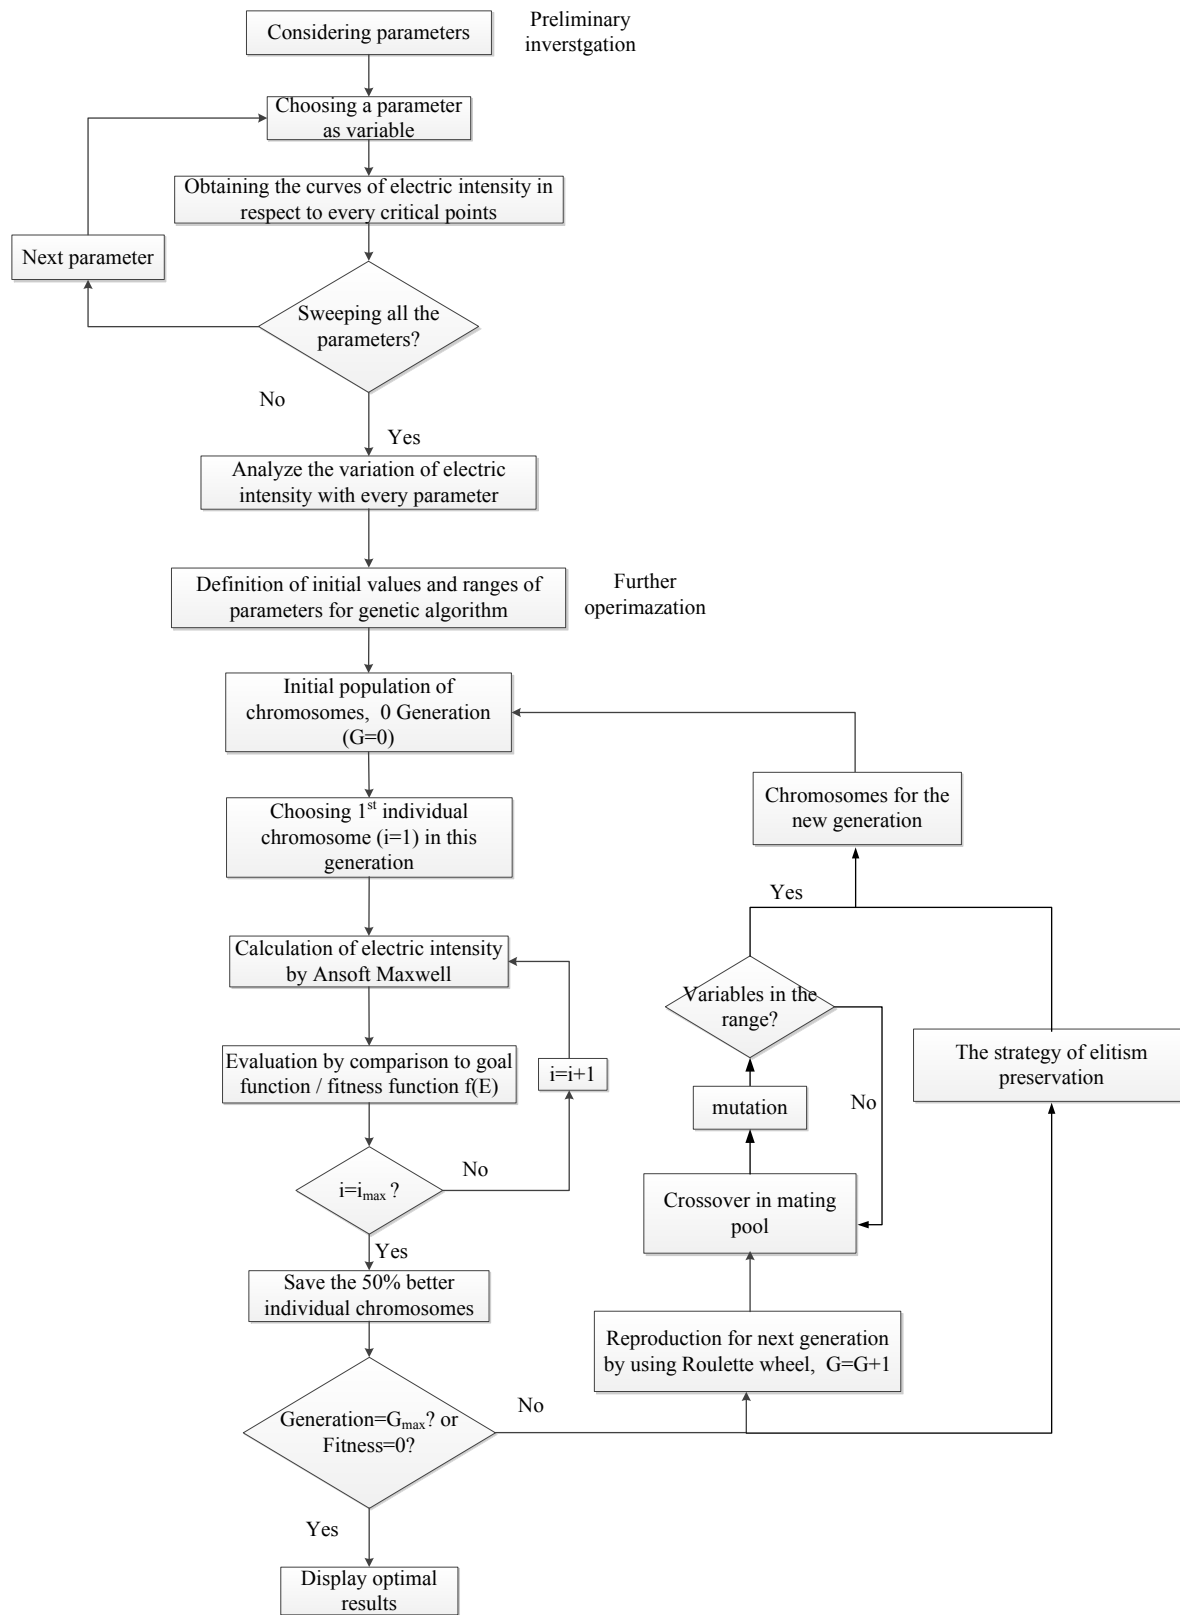 Considering parameters
Preliminary
inverstgation
Choosing a parameter
as variable
Obtaining the curves of electric intensity in
respect to every critical points
Next parameter
Sweeping all the
parameters?
No
Yes
Analyze the variation of electric
intensity with every parameter
Definition of initial values and ranges of
parameters for genetic algorithm
Further
operimazation
Initial population of
chromosomes,  0 Generation
(G=0)
Choosing 1st individual
chromosome (i=1) in this
generation
Chromosomes for the
new generation
Yes
Calculation of electric intensity
by Ansoft Maxwell
Variables in the
range?
Evaluation by comparison to goal
function / fitness function f(E)
i=i+1
The strategy of elitism
preservation
mutation
No
No
i=imax ?
Crossover in mating
pool
Yes
Save the 50% better
individual chromosomes
Reproduction for next generation
by using Roulette wheel,  G=G+1
Generation=Gmax? or
Fitness=0?
No
Yes
Display optimal
results